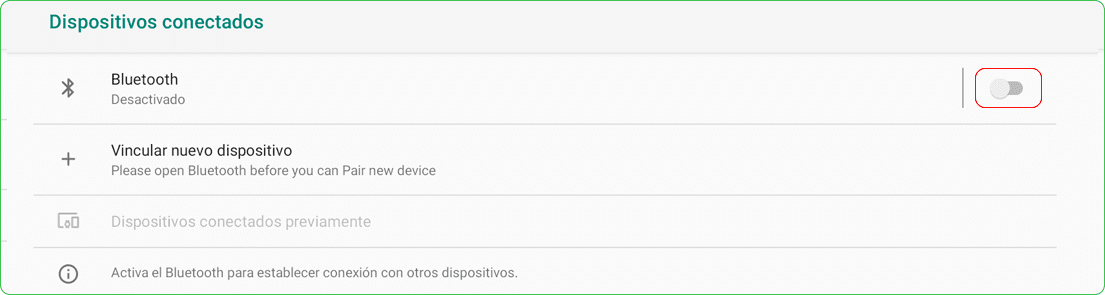 Dispositivos conectados
Bluetooth
Desactivado
Vincular nuevo dispositivo
Please open Bluetooth before you can Pair new device
Dispositivos conectados previamente
Activa el Bluetooth para establecer conexión con otros dispositivos.